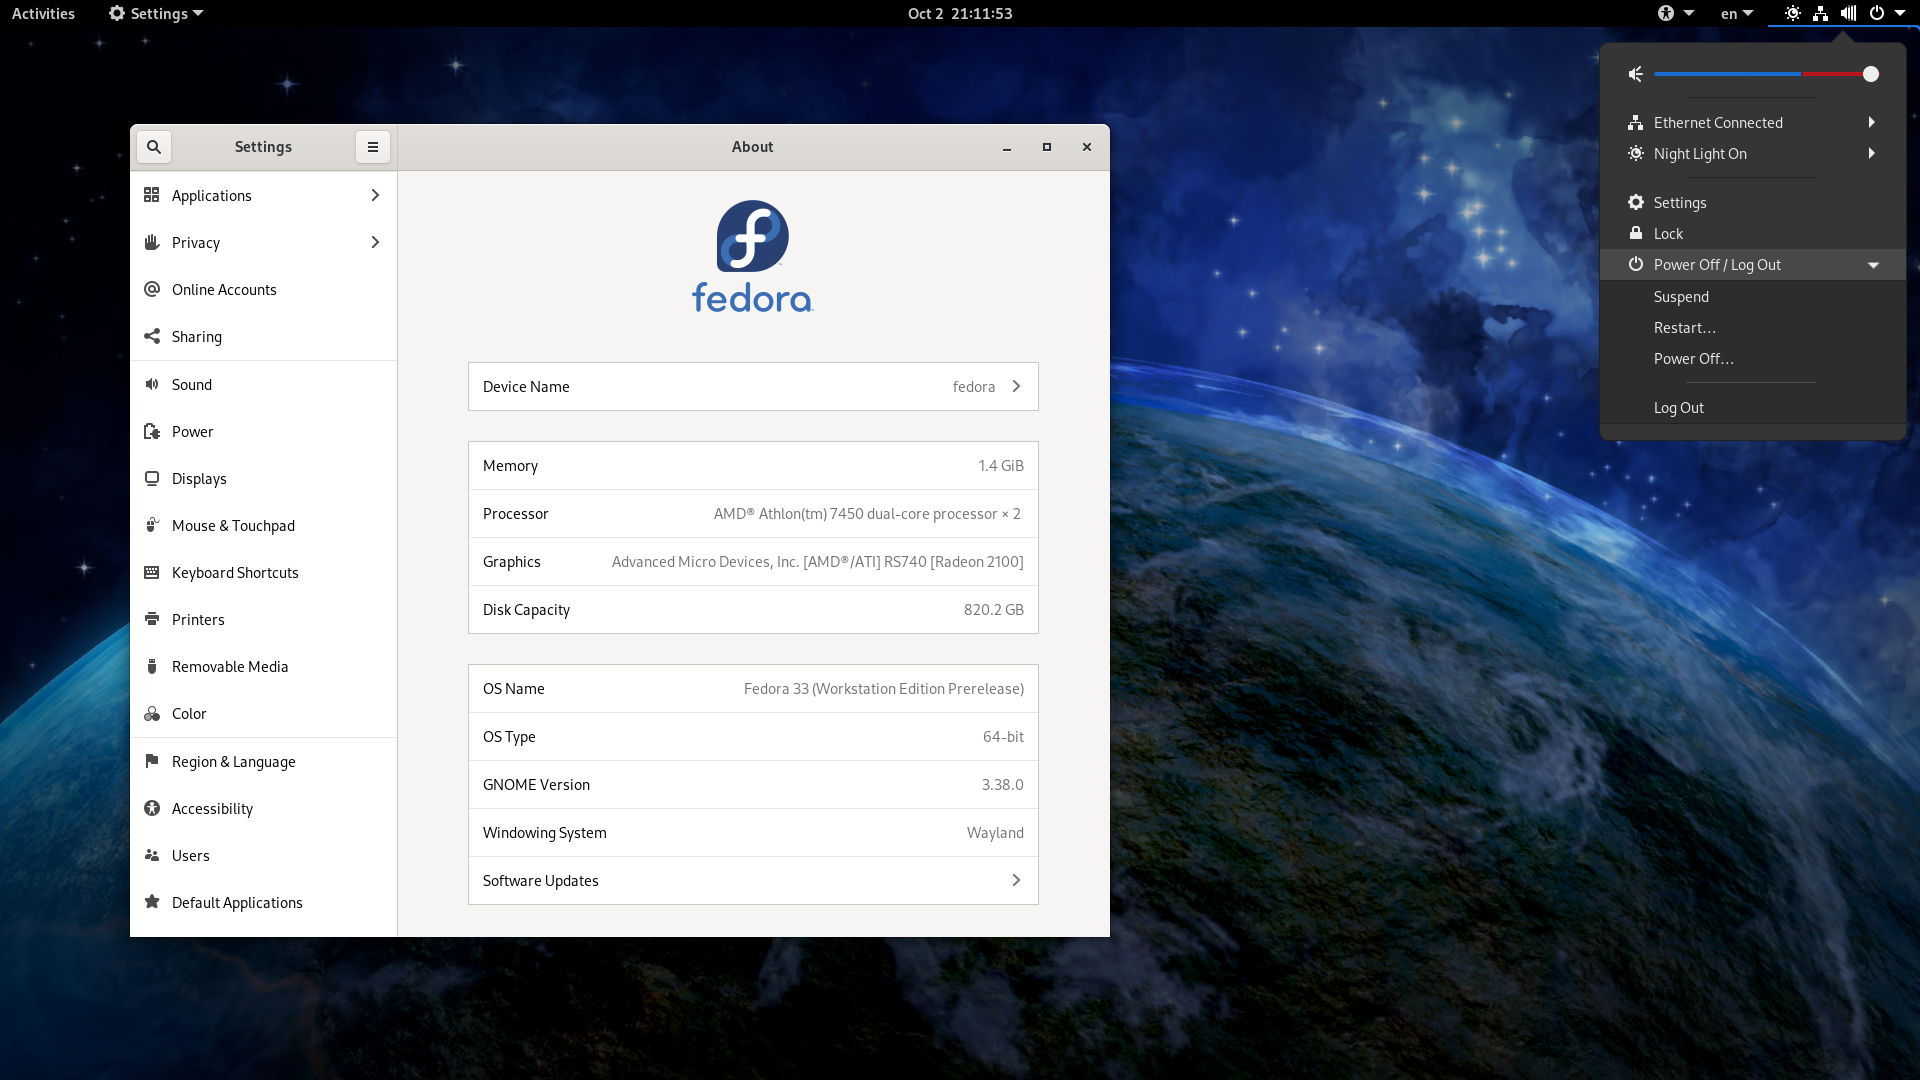 Activities
Settings
Oct 2 21:11:53
en
Settings
About
Applications
Privacy
Online Accounts
Sharing
Sound
Power
Displays
Mouse & Touchpad
Keyboard Shortcuts
Printers
Removable Media
Color
Region & Language
Accessibility
Users
Default Applications
fedora
Device Name fedora
Memory 1.4 GiB
Processor AMD® Athlon(tm) 7450 dual-core processor × 2
Graphics Advanced Micro Devices, Inc. [AMD®/ATI] RS740 [Radeon 2100]
Disk Capacity 820.2 GB
OS Name Fedora 33 (Workstation Edition Prerelease)
OS Type 64-bit
GNOME Version 3.38.0
Windowing System Wayland
Software Updates
Ethernet Connected
Night Light On
Settings
Lock
Power Off / Log Out
Suspend
Restart...
Power Off...
Log Out